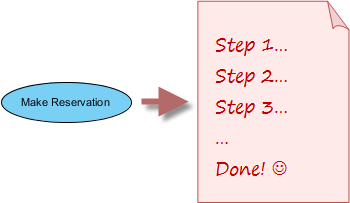 Make Reservation
Step 1...
Step 2...
Step 3...
...
Done! ☺